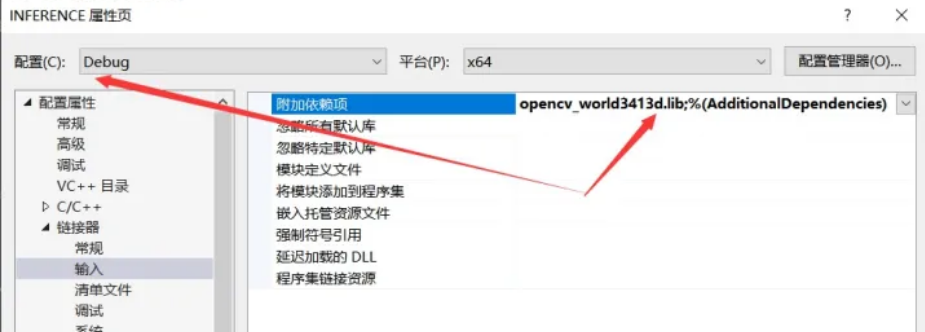 INFERENCE 属性页
配置(C): Debug 平台(P): x64 配置管理器(O)...
配置属性
常规
高级
调试
VC++ 目录
C/C++
链接器
常规
输入
清单文件
调试
系统
附加依赖项 opencv_world3413d.lib;%(AdditionalDependencies)
忽略所有默认库
忽略特定默认库
模块定义文件
将模块添加到程序集
嵌入托管资源文件
强制符号引用
延迟加载的 DLL
程序集链接资源